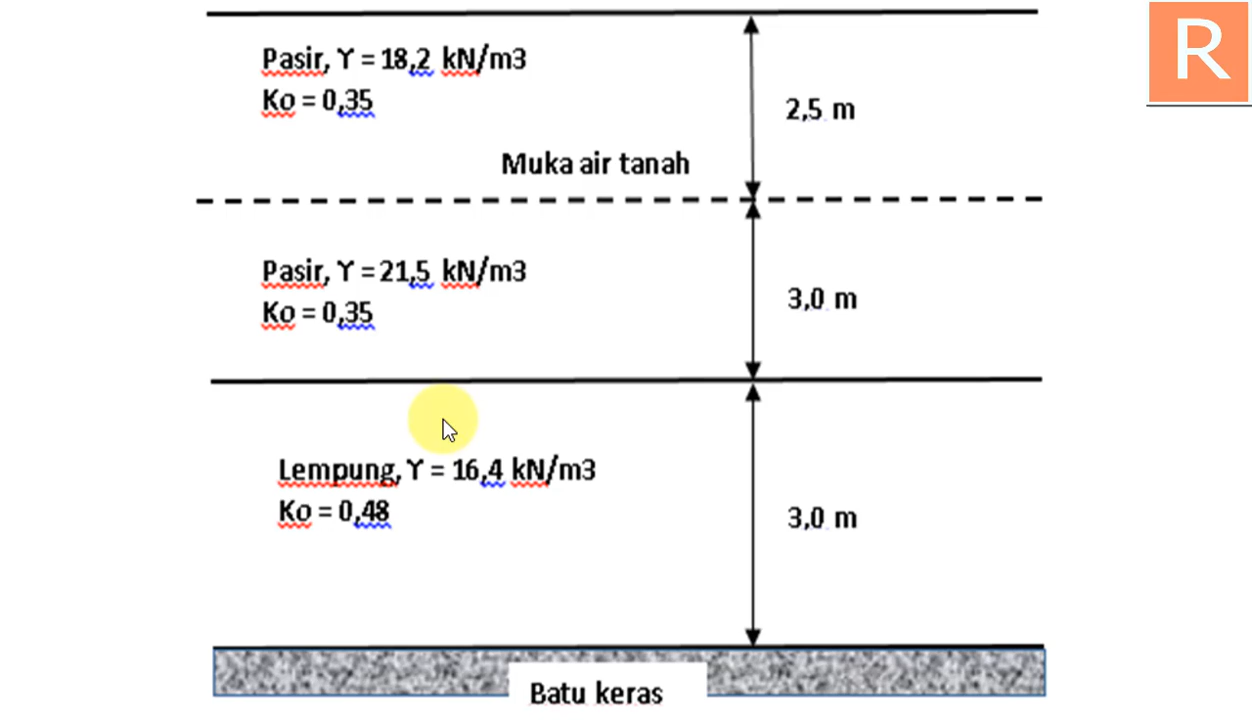 R
Pasir, ϒ = 18,2 kN/m3
Ko = 0,35
2,5 m
Muka air tanah
Pasir, ϒ = 21,5 kN/m3
Ko = 0,35
3,0 m
Lempung, ϒ = 16,4 kN/m3
Ko = 0,48
3,0 m
Batu keras